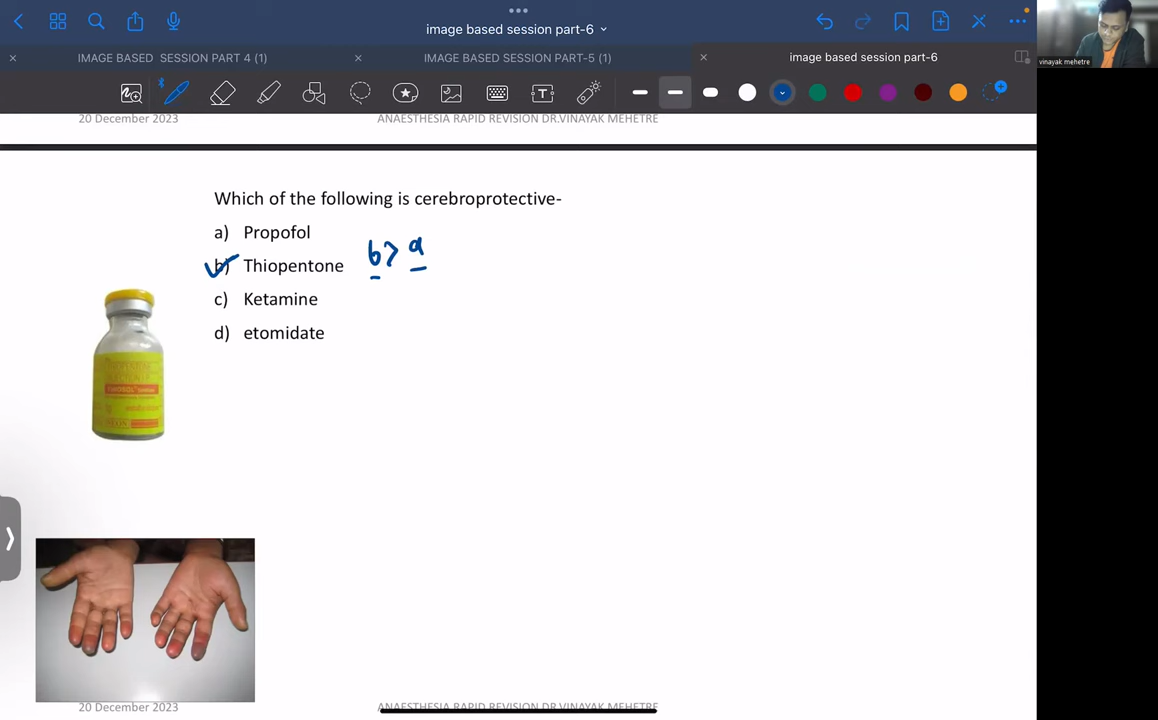 image based session part-6
IMAGE BASED SESSION PART 4 (1)
IMAGE BASED SESSION PART-5 (1)
image based session part-6
vinayak mehetre
20 December 2023
ANAESTHESIA RAPID REVISION DR.VINAYAK MEHETRE
Which of the following is cerebroprotective-
a) Propofol
b) Thiopentone
b > a
c) Ketamine
d) etomidate
20 December 2023
ANAESTHESIA RAPID REVISION DR.VINAYAK MEHETRE